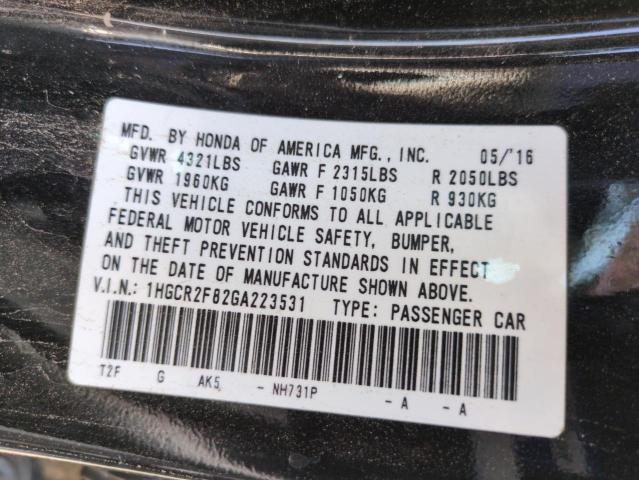 MFD. BY HONDA OF AMERICA MFG., INC. 05/'16
GVWR 4321LBS GAWR F 2315LBS R 2050LBS
GVWR 1960KG GAWR F 1050KG R 930KG
THIS VEHICLE CONFORMS TO ALL APPLICABLE
FEDERAL MOTOR VEHICLE SAFETY, BUMPER,
AND THEFT PREVENTION STANDARDS IN EFFECT
ON THE DATE OF MANUFACTURE SHOWN ABOVE.
V.I.N.: 1HGCR2F82GA223531 TYPE: PASSENGER CAR
T2F G AK5 - NH731P - A - A